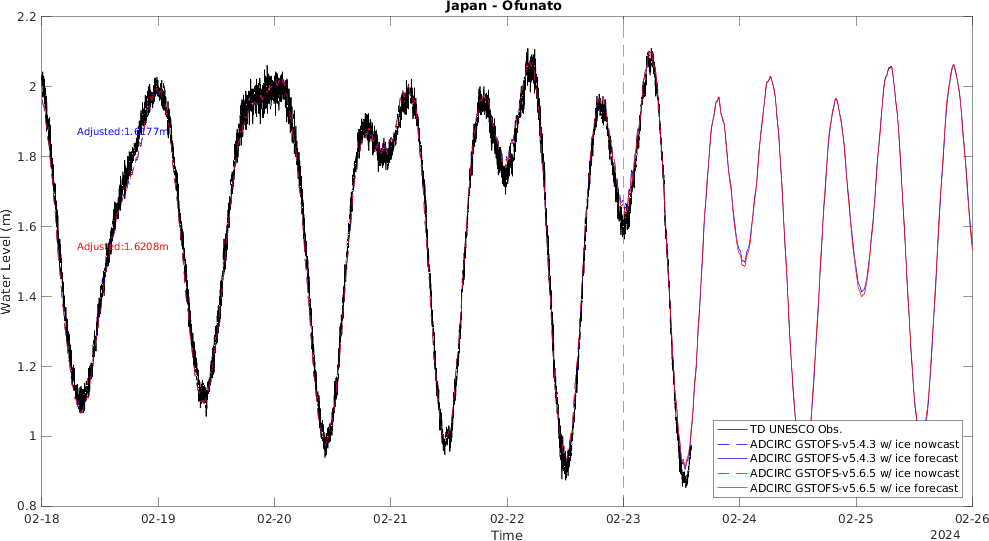 Japan - Ofunato
2.2
2
1.8
1.6
1.4
1.2
1
0.8
Water Level (m)
Adjusted:1.6177m
Adjusted:1.6208m
TD UNESCO Obs.
ADCIRC GSTOFS-v5.4.3 w/ ice nowcast
ADCIRC GSTOFS-v5.4.3 w/ ice forecast
ADCIRC GSTOFS-v5.6.5 w/ ice nowcast
ADCIRC GSTOFS-v5.6.5 w/ ice forecast
02-18 02-19 02-20 02-21 02-22 02-23 02-24 02-25 02-26
Time
2024